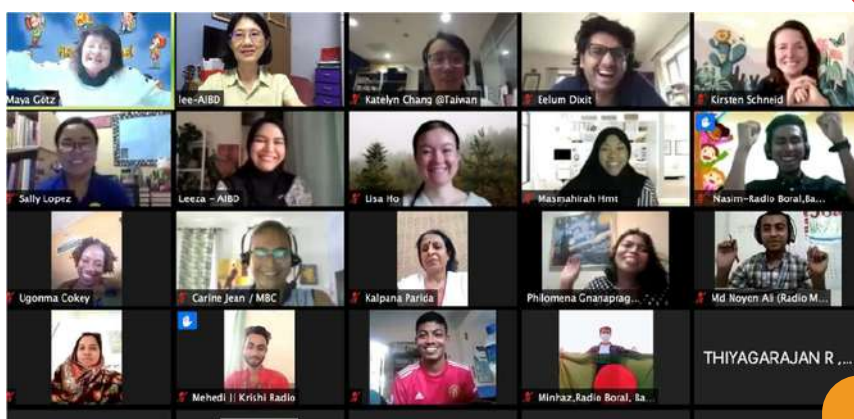 Maya Götz
lee-AIBD
Katelyn Chang @Taiwan
Eelum Dixit
Kirsten Schneid
Sally Lopez
Leeza – AIBD
Lisa Ho
Masmahirah Hmt
Nasim-Radio Boral,Ba...
Ugonma Cokey
Carine Jean / MBC
Kalpana Parida
Philomena Gnanaprag...
Md Noyen Ali (Radio M...
Mehedi || Krishi Radio
Minhaz,Radio Boral, Ba...
THIYAGARAJAN R ,...